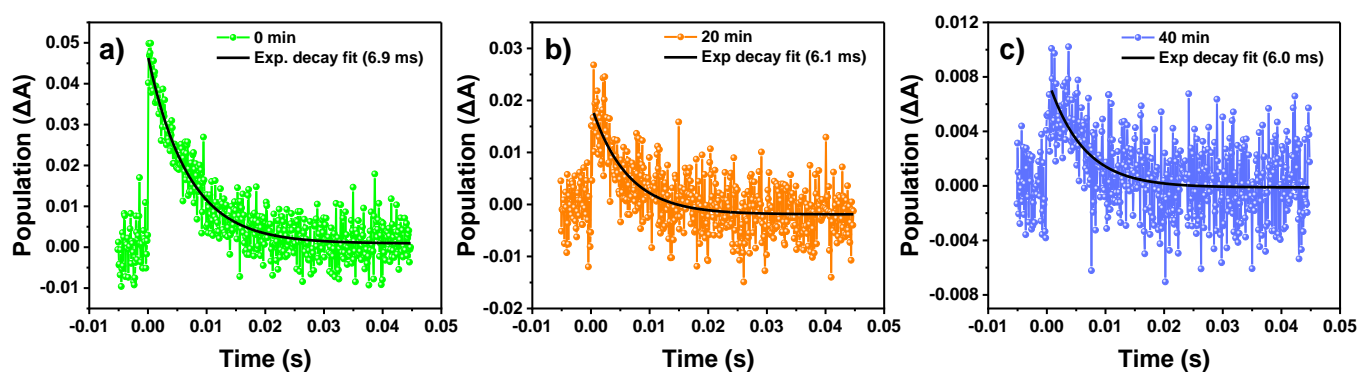 a)
0 min
Exp. decay fit (6.9 ms)
Population (ΔA)
0.05
0.04
0.03
0.02
0.01
0.00
-0.01
-0.01
0.00
0.01
0.02
0.03
0.04
0.05
Time (s)
b)
20 min
Exp decay fit (6.1 ms)
Population (ΔA)
0.03
0.02
0.01
0.00
-0.01
-0.02
-0.01
0.00
0.01
0.02
0.03
0.04
0.05
Time (s)
c)
40 min
Exp decay fit (6.0 ms)
Population (ΔA)
0.012
0.008
0.004
0.000
-0.004
-0.008
-0.01
0.00
0.01
0.02
0.03
0.04
0.05
Time (s)